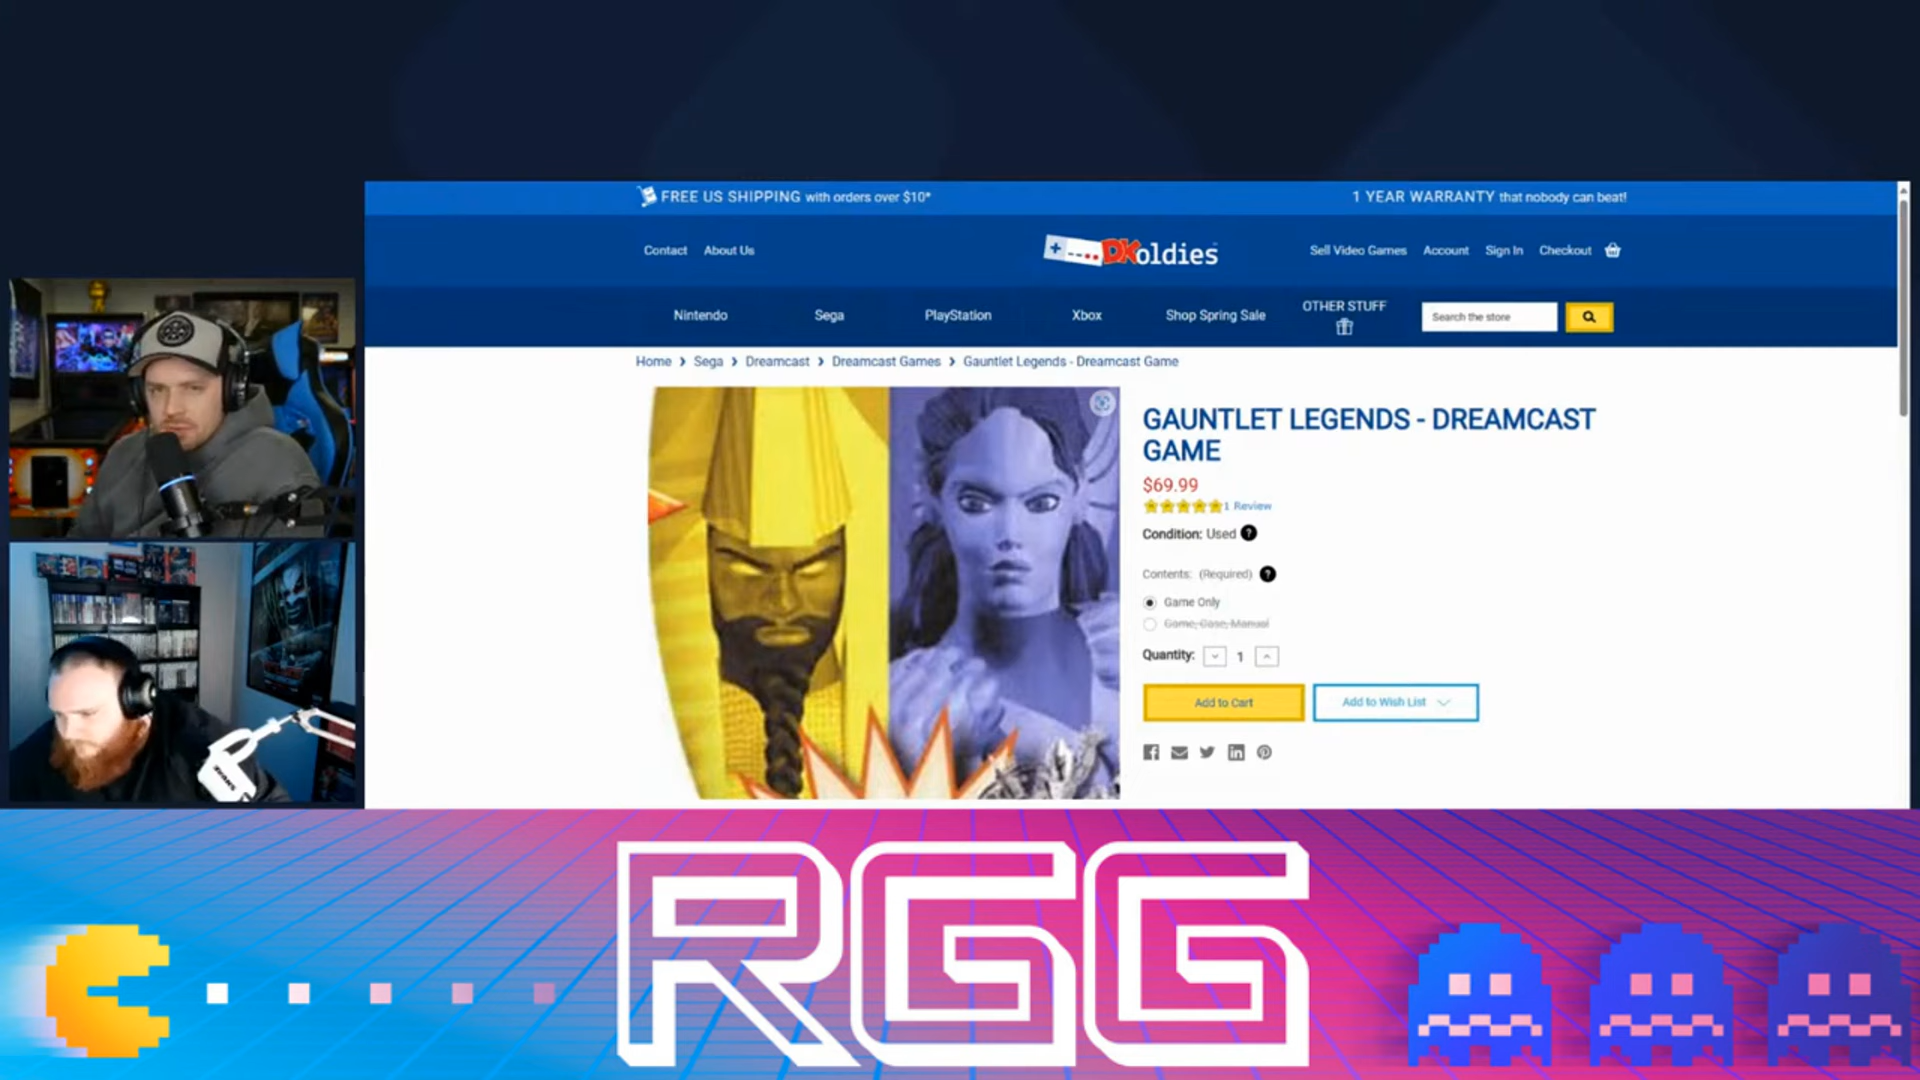 FREE US SHIPPING with orders over $10*
1 YEAR WARRANTY that nobody can beat!
Contact
About Us
DKoldies
Sell Video Games
Account
Sign In
Checkout
Nintendo
Sega
PlayStation
Xbox
Shop Spring Sale
OTHER STUFF
Search the store
Home > Sega > Dreamcast > Dreamcast Games > Gauntlet Legends - Dreamcast Game
GAUNTLET LEGENDS - DREAMCAST
GAME
$69.99
1 Review
Condition: Used ?
Contents: (Required) ?
Game Only
Game, Case, Manual
Quantity: 1
Add to Cart
Add to Wish List
RGG